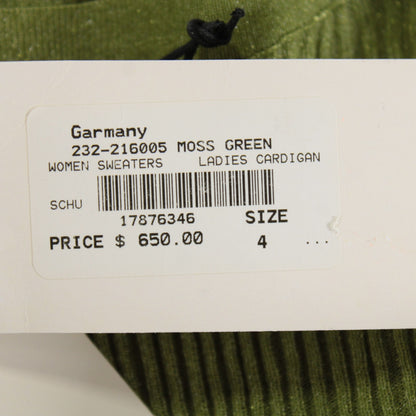 Garmany
232-216005 MOSS GREEN
WOMEN SWEATERS LADIES CARDIGAN
SCHU
17876346 SIZE
PRICE $ 650.00 4 ...